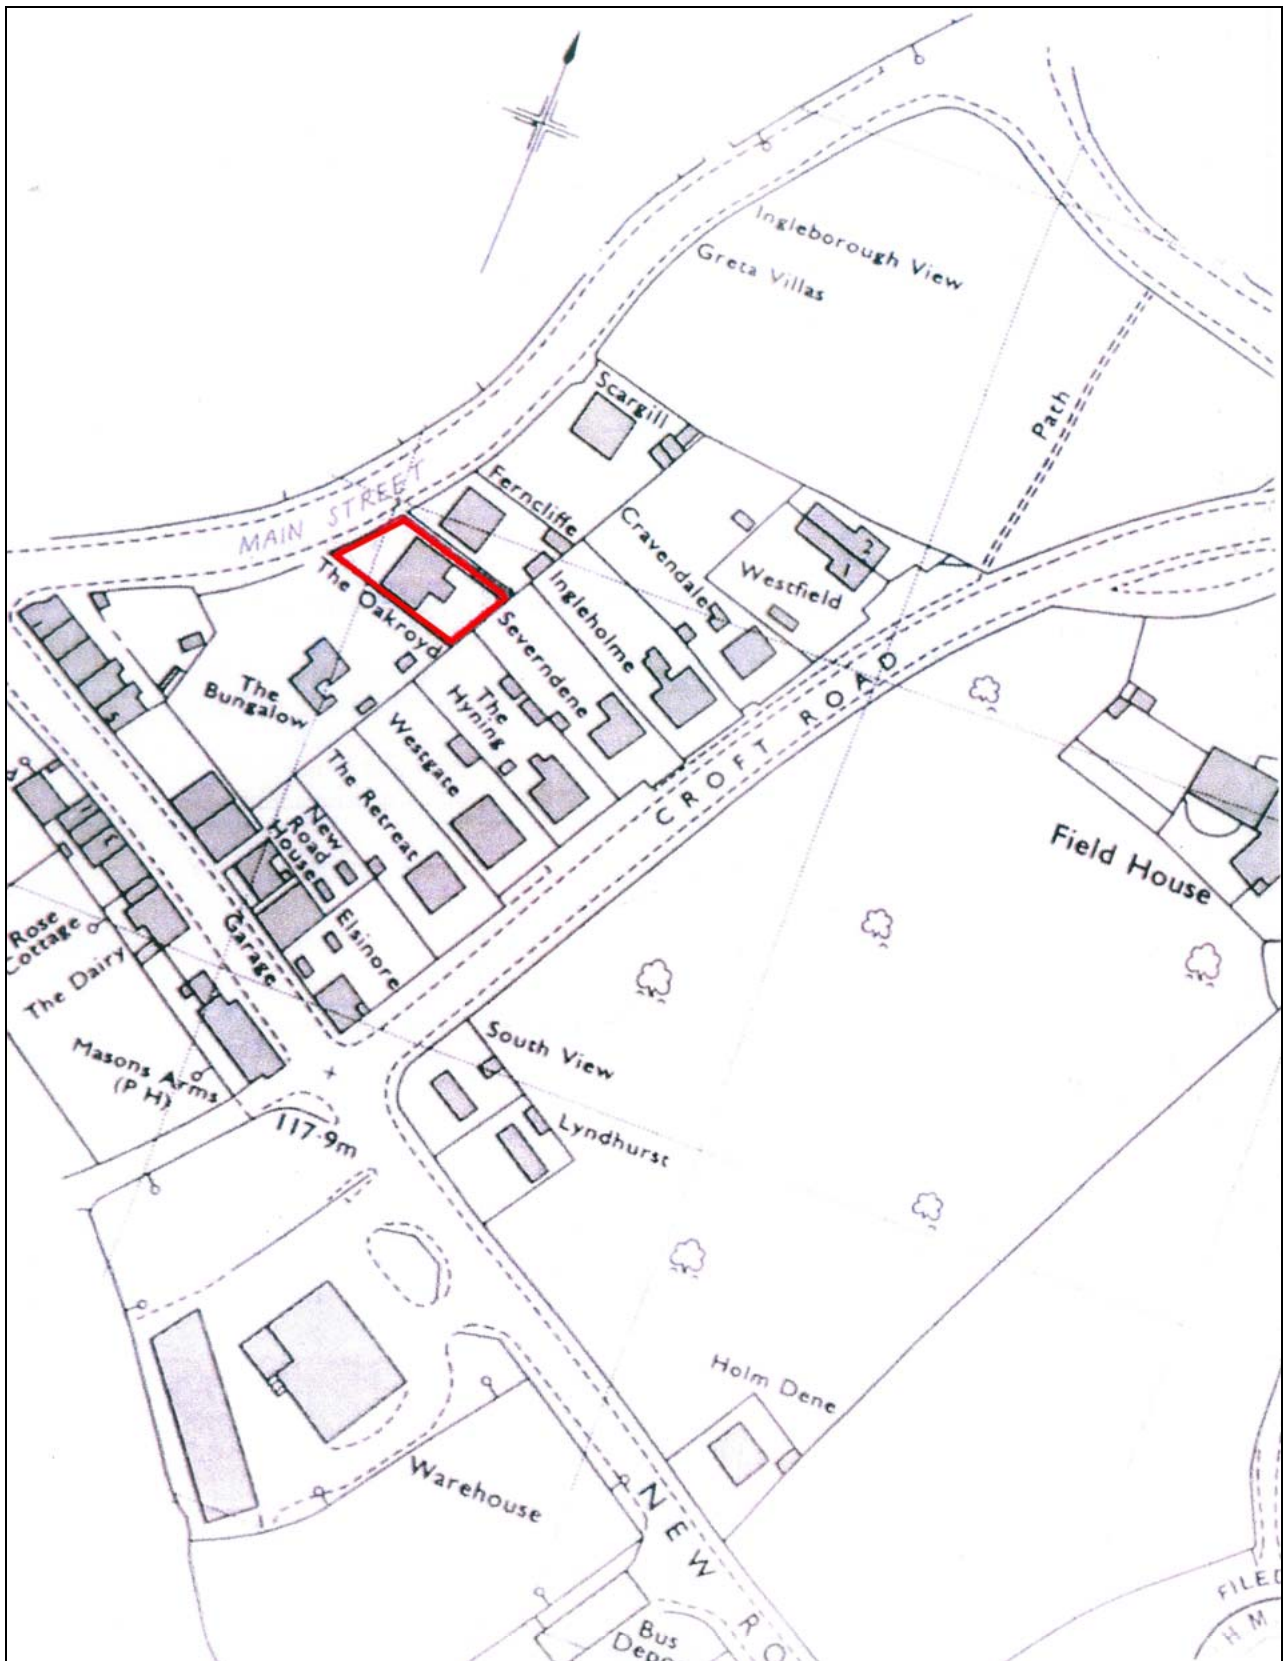 Ingleborough View
Greta Villas
Scargill
Path
MAIN STREET
Ferncliffe
Cravendale
2
1
Westfield
The Oakroyd
Ingleholme
Severndene
The
Bungalow
The
Hyning
5
Westgate
CROFT ROAD
The Retreat
New
Road
House
Field House
Elsinore
Garage
Rose
Cottage
The Dairy
Masons Arms
(P H)
South View
117·9m
Lyndhurst
Holm Dene
Warehouse
NEW RO
Bus
Depo
FILED
H M